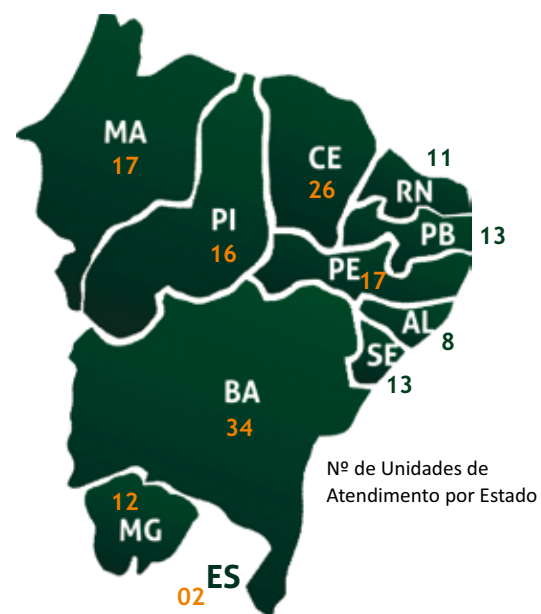 MA
17
CE
26
11
RN
PI
16
PB 13
PE 17
AL
8
SE
13
BA
34
Nº de Unidades de
Atendimento por Estado
12
MG
ES
02